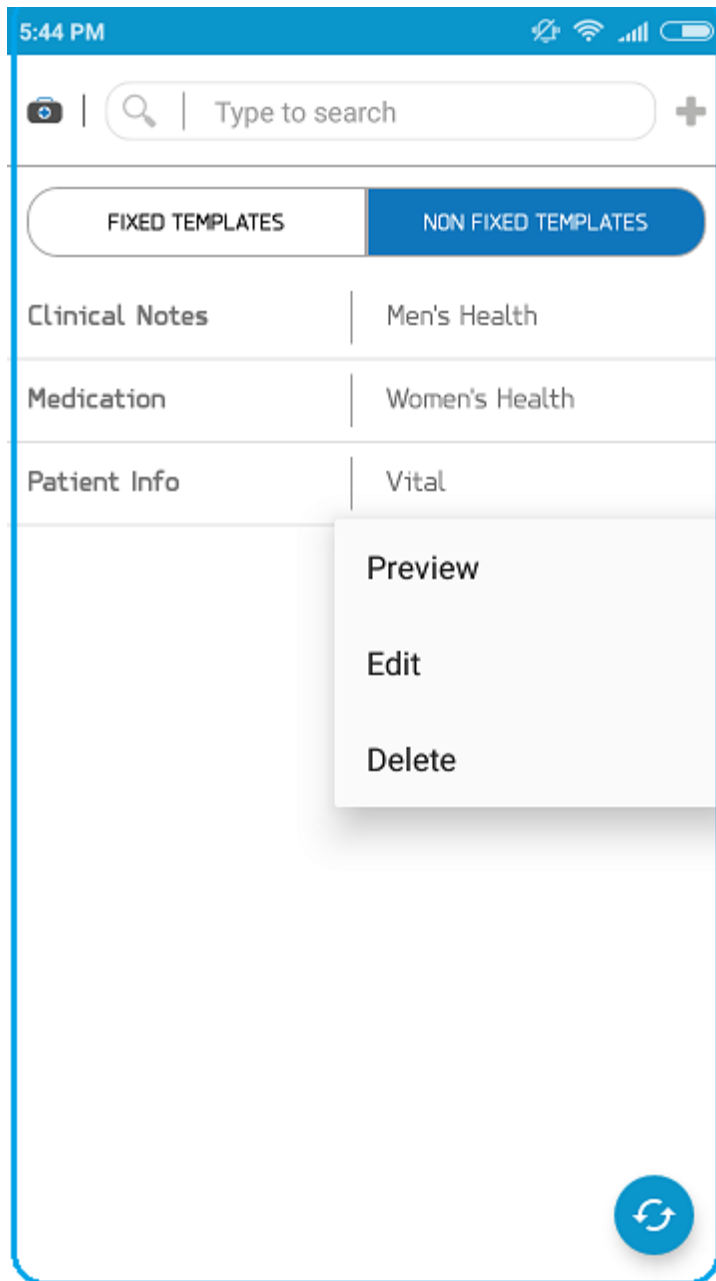 5:44 PM
Type to search
FIXED TEMPLATES NON FIXED TEMPLATES
Clinical Notes Men's Health
Medication Women's Health
Patient Info Vital
Preview
Edit
Delete